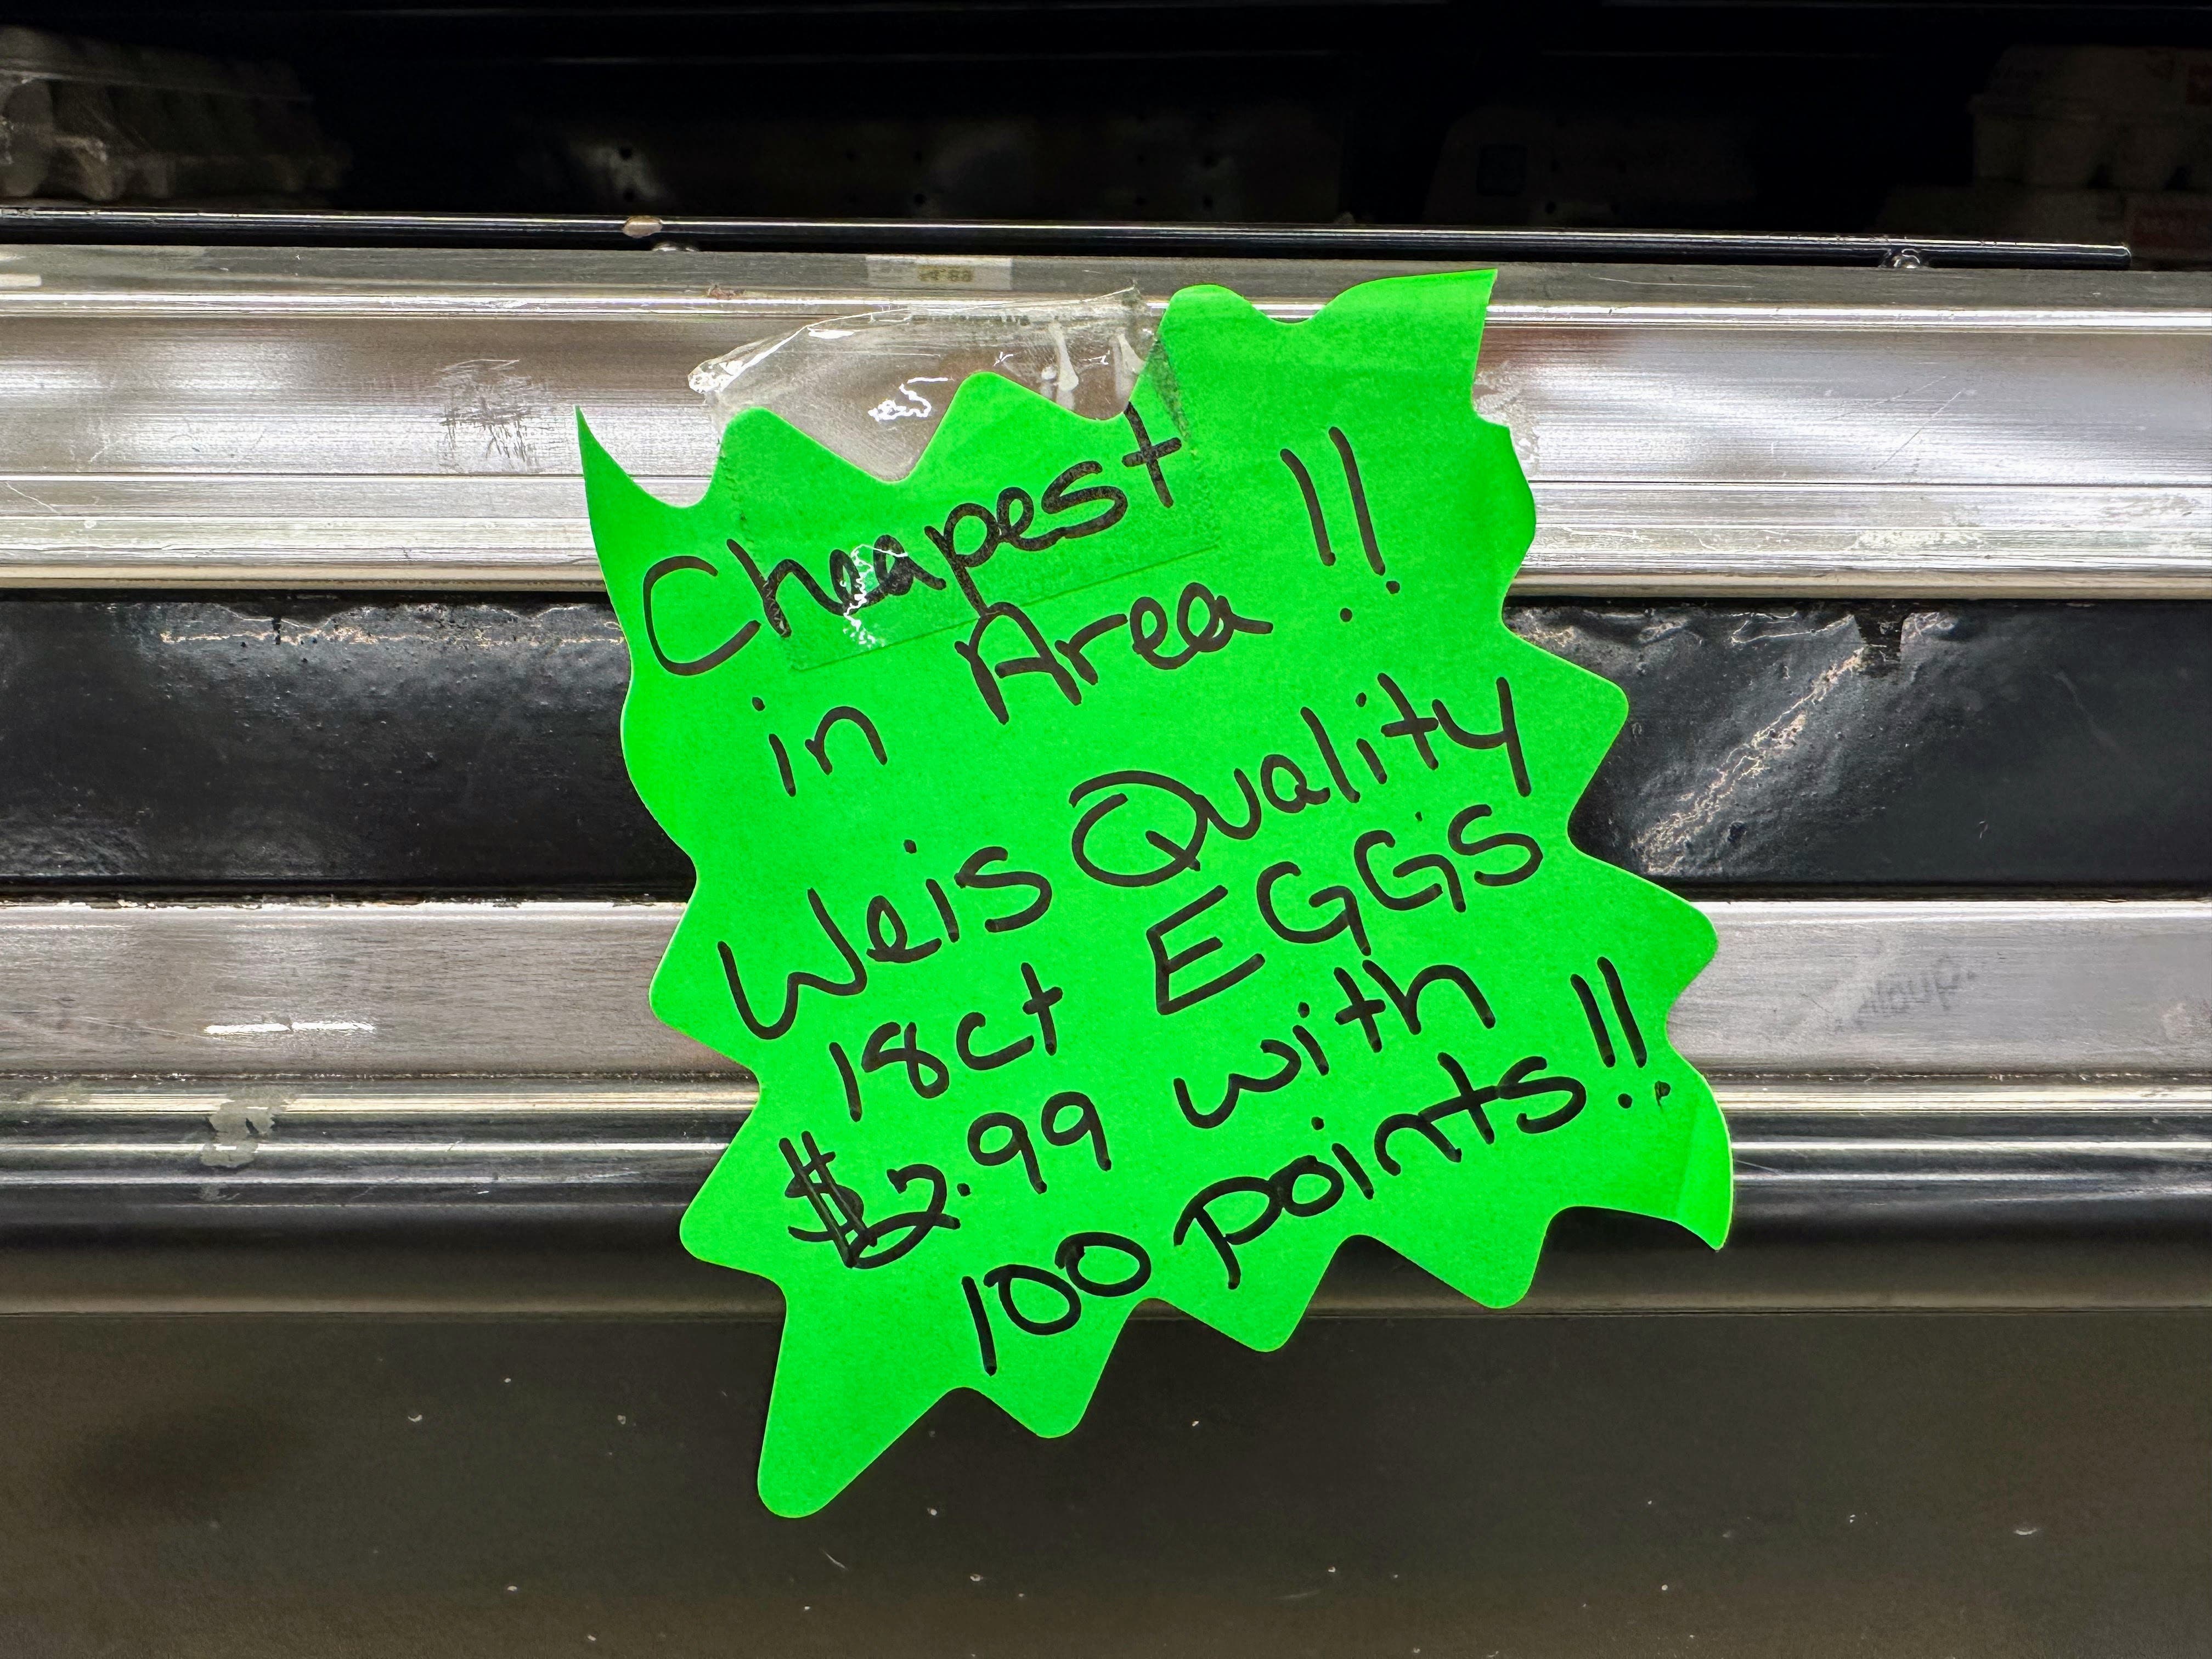 Cheapest
in Area !!
Weis Quality
18ct EGGS
$2.99 with
100 points!!